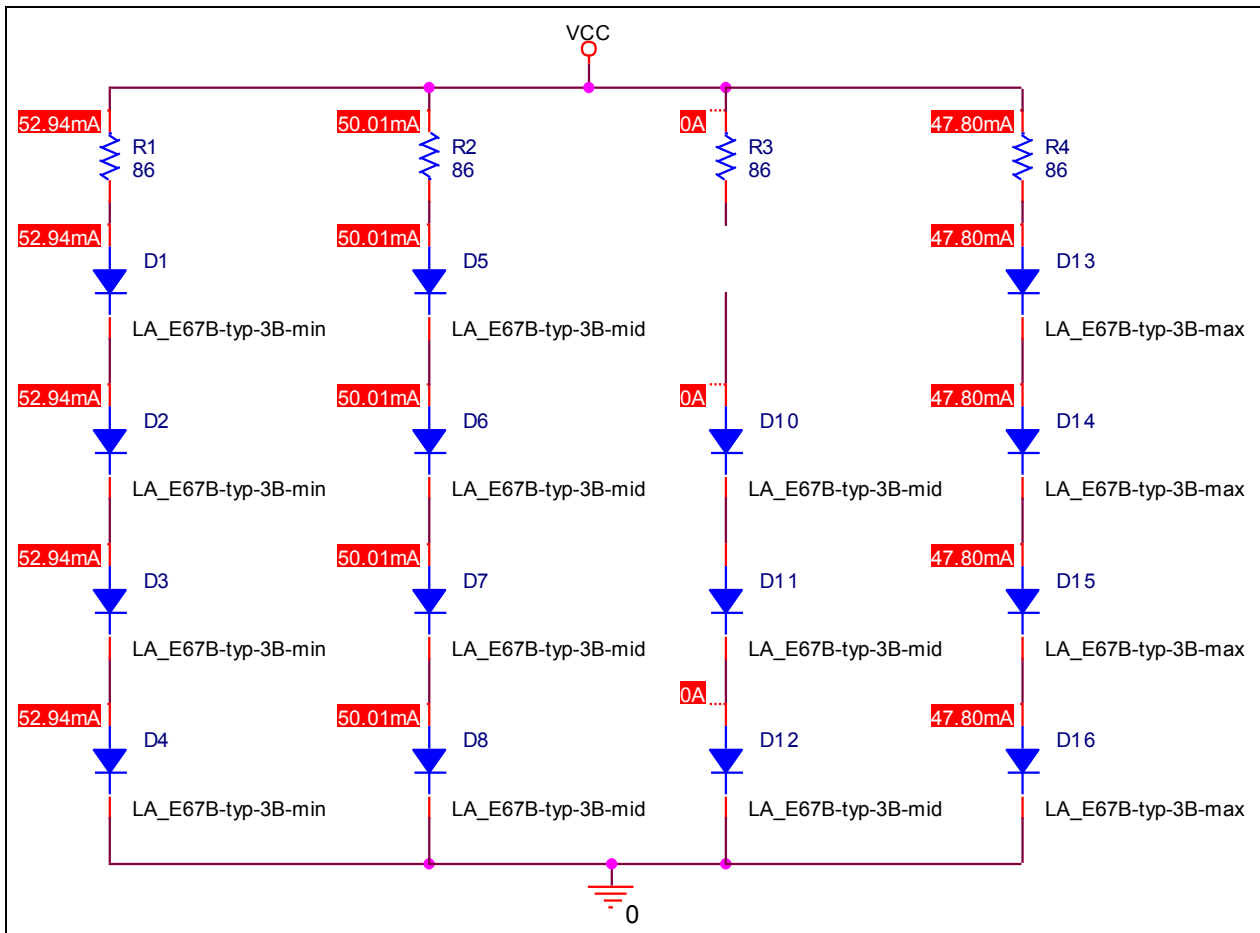 VCC
52.94mA
50.01mA
0A
47.80mA
R1
86
R2
86
R3
86
R4
86
52.94mA
50.01mA
47.80mA
D1
D5
D13
LA_E67B-typ-3B-min
LA_E67B-typ-3B-mid
LA_E67B-typ-3B-max
52.94mA
50.01mA
0A
47.80mA
D2
D6
D10
D14
LA_E67B-typ-3B-min
LA_E67B-typ-3B-mid
LA_E67B-typ-3B-mid
LA_E67B-typ-3B-max
52.94mA
50.01mA
47.80mA
D3
D7
D11
D15
LA_E67B-typ-3B-min
LA_E67B-typ-3B-mid
LA_E67B-typ-3B-mid
LA_E67B-typ-3B-max
52.94mA
50.01mA
0A
47.80mA
D4
D8
D12
D16
LA_E67B-typ-3B-min
LA_E67B-typ-3B-mid
LA_E67B-typ-3B-mid
LA_E67B-typ-3B-max
0